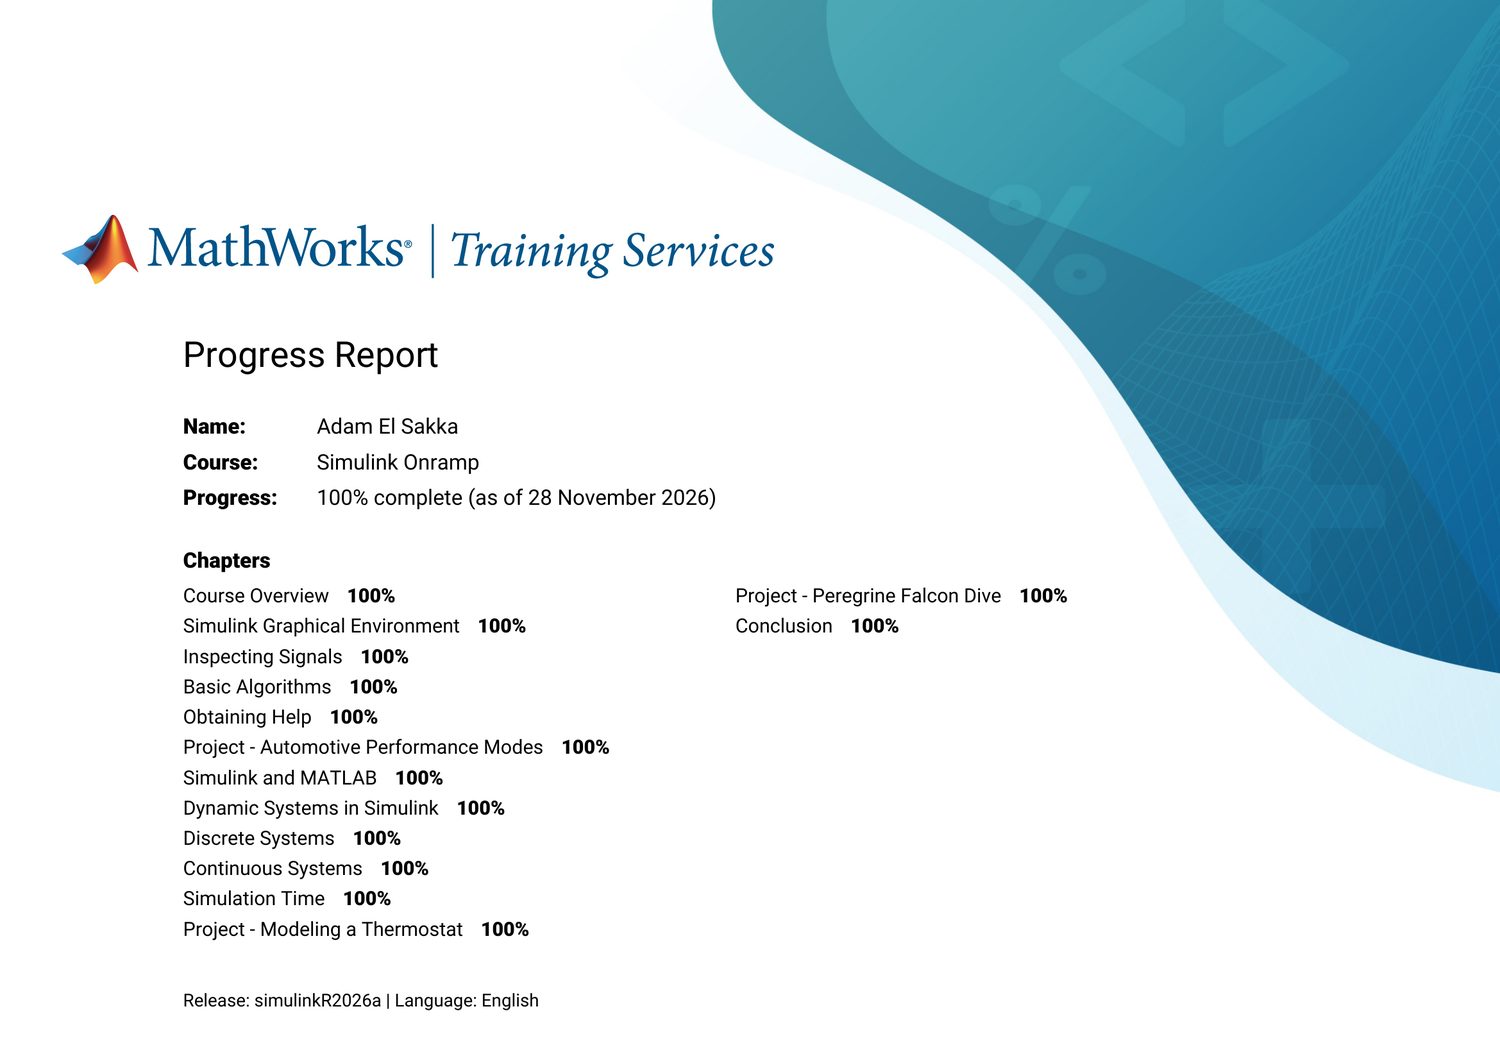 MathWorks® | Training Services
Progress Report
Name: Adam El Sakka
Course: Simulink Onramp
Progress: 100% complete (as of 28 November 2026)
Chapters
Course Overview 100%
Simulink Graphical Environment 100%
Inspecting Signals 100%
Basic Algorithms 100%
Obtaining Help 100%
Project - Automotive Performance Modes 100%
Simulink and MATLAB 100%
Dynamic Systems in Simulink 100%
Discrete Systems 100%
Continuous Systems 100%
Simulation Time 100%
Project - Modeling a Thermostat 100%
Project - Peregrine Falcon Dive 100%
Conclusion 100%
Release: simulinkR2026a | Language: English